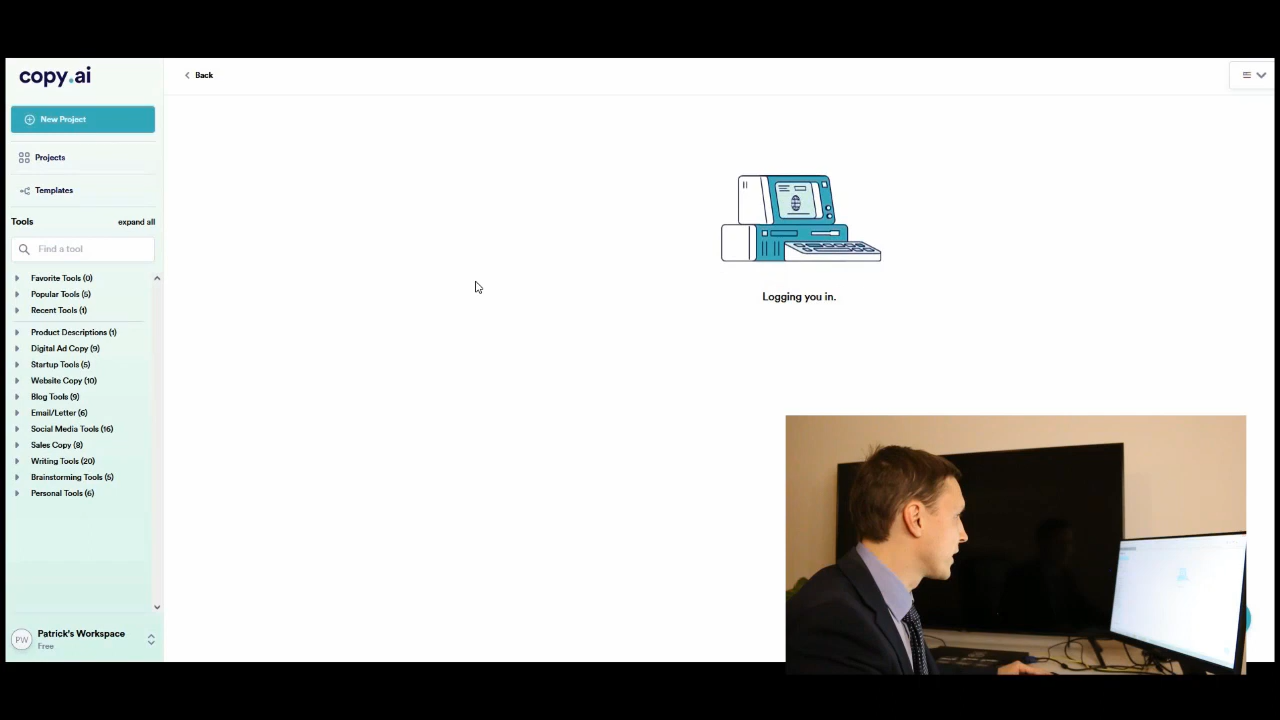 copy.ai
Back
New Project
Projects
Templates
Tools
expand all
Find a tool
Favorite Tools (0)
Popular Tools (5)
Recent Tools (1)
Product Descriptions (1)
Digital Ad Copy (9)
Startup Tools (5)
Website Copy (10)
Blog Tools (9)
Email/Letter (6)
Social Media Tools (16)
Sales Copy (8)
Writing Tools (20)
Brainstorming Tools (5)
Personal Tools (6)
Logging you in.
PW
Patrick's Workspace
Free